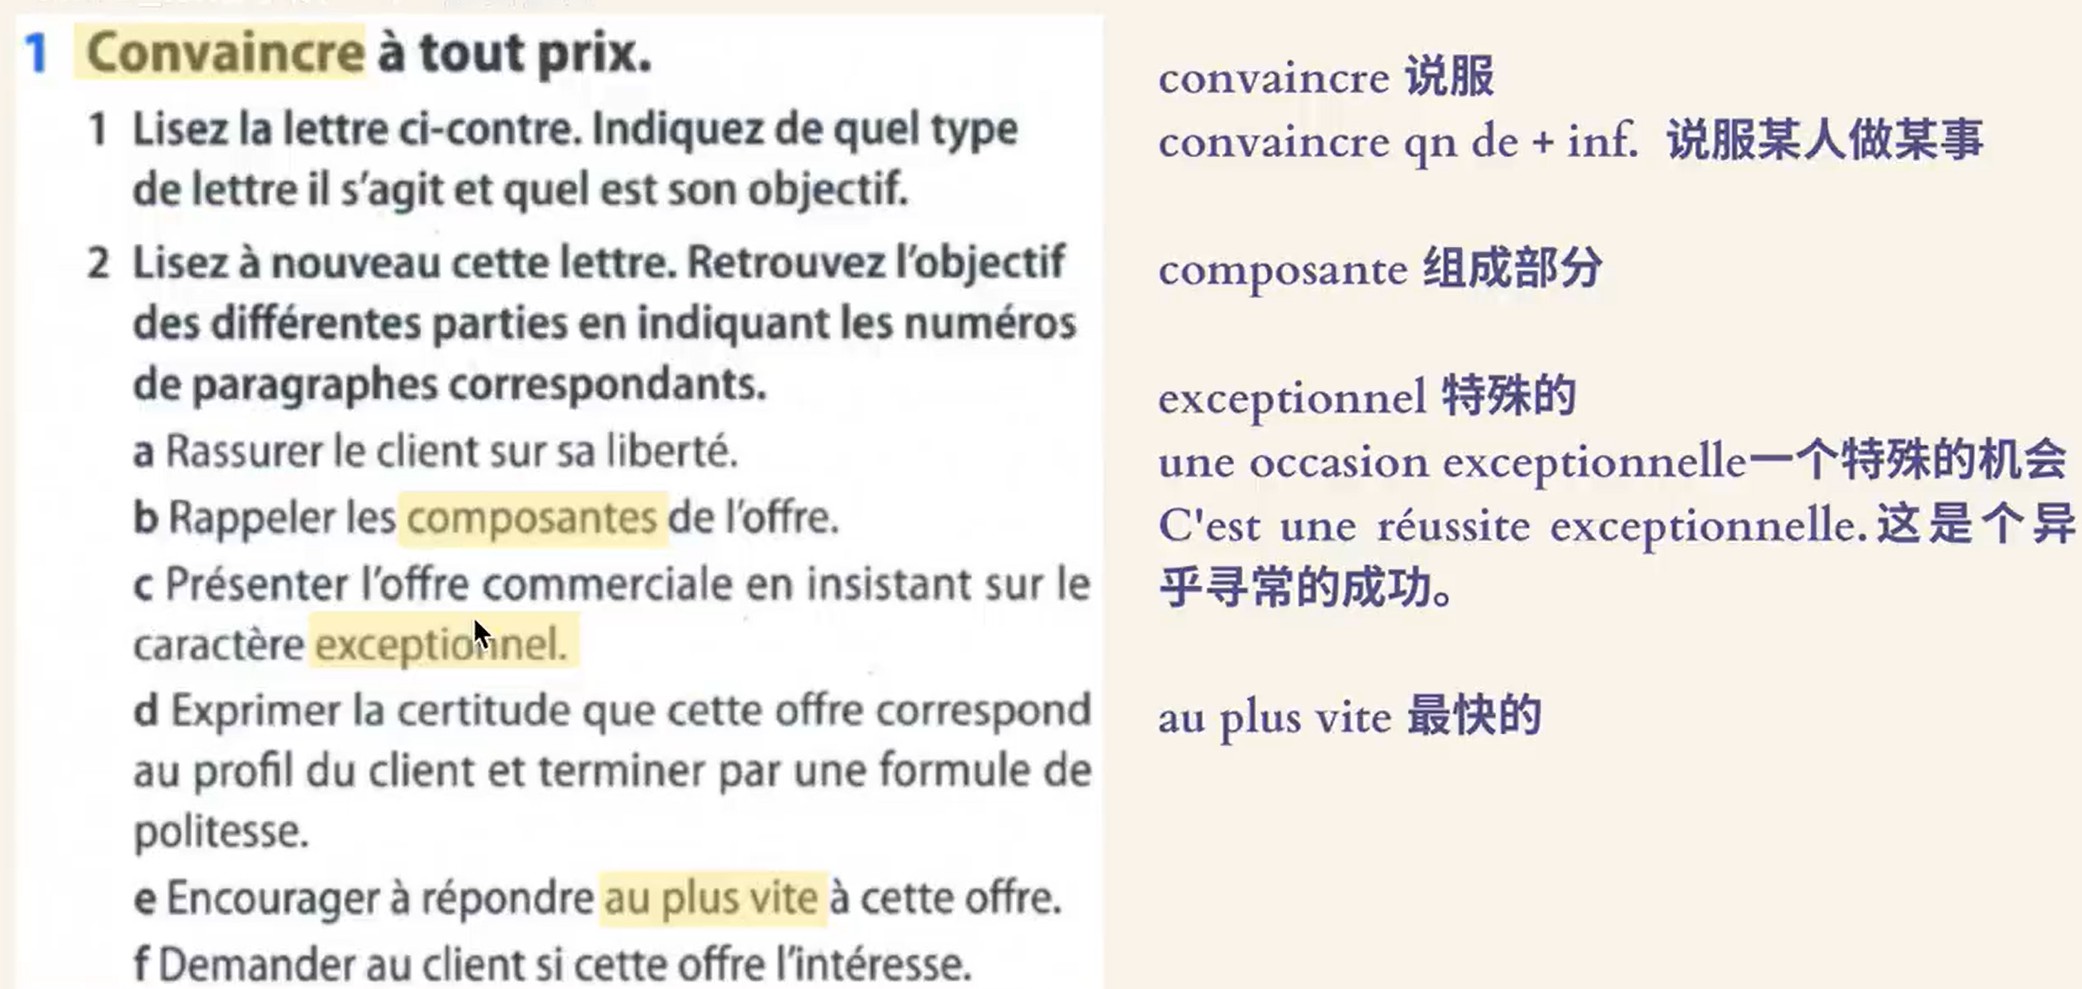 1 Convaincre à tout prix.
1 Lisez la lettre ci-contre. Indiquez de quel type
de lettre il s'agit et quel est son objectif.
2 Lisez à nouveau cette lettre. Retrouvez l'objectif
des différentes parties en indiquant les numéros
de paragraphes correspondants.
a Rassurer le client sur sa liberté.
b Rappeler les composantes de l'offre.
c Présenter l'offre commerciale en insistant sur le
caractère exceptionnel.
d Exprimer la certitude que cette offre correspond
au profil du client et terminer par une formule de
politesse.
e Encourager à répondre au plus vite à cette offre.
f Demander au client si cette offre l'intéresse.
convaincre 说服
convaincre qn de + inf. 说服某人做某事
composante 组成部分
exceptionnel 特殊的
une occasion exceptionnelle一个特殊的机会
C'est une réussite exceptionnelle.这是个异
乎寻常的成功。
au plus vite 最快的